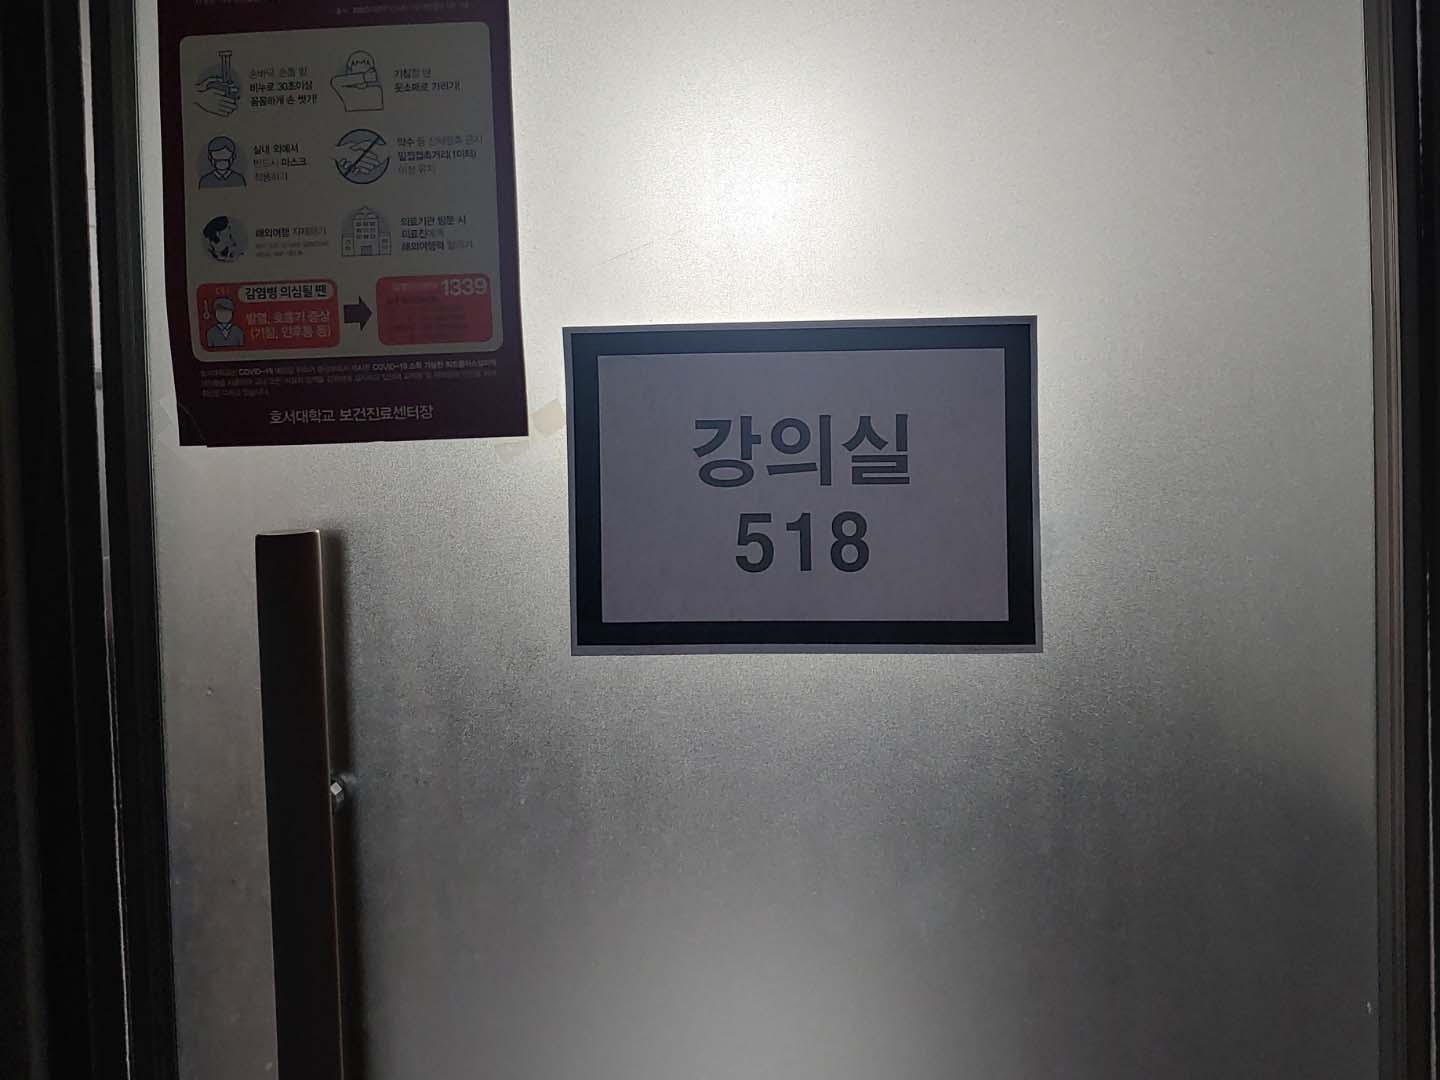 손바닥, 손톱 밑
비누로 30초이상
꼼꼼하게 손 씻기!
기침할 땐
옷소매로 가리기!
실내 외에서
반드시 마스크
착용하기
악수 등 신체접촉 금지
밀접접촉거리(1미터)
이상 유지
해외여행 자제하기
의료기관 방문 시
의료진에게
해외여행력 알리기
감염병 의심될 땐
발열, 호흡기 증상
(기침, 인후통 등)
1339
호서대학교 보건진료센터장
강의실
518